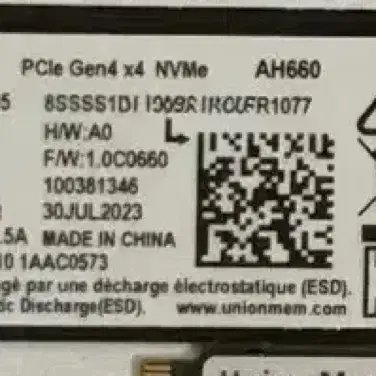 PCIe Gen4 x4 NVMe AH660
5
H/W:A0
F/W:1.0C0660
100381346
30JUL2023
.5A MADE IN CHINA
10 1AAC0573
gé par une décharge électrostatique (ESD).
ic Discharge(ESD). www.unionmem.com